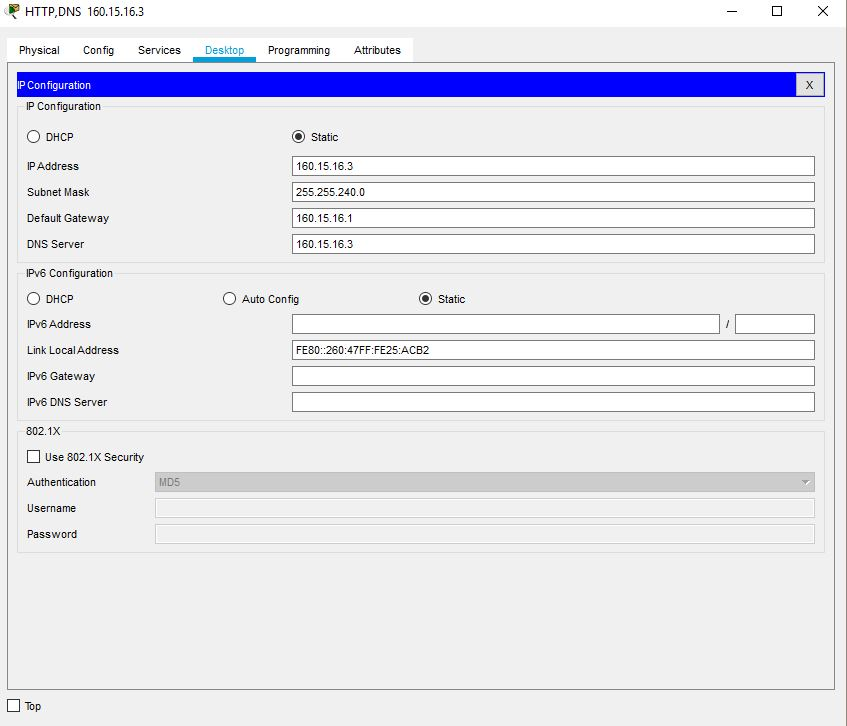 HTTP,DNS 160.15.16.3
Physical Config Services Desktop Programming Attributes
IP Configuration X
IP Configuration
DHCP Static
IP Address 160.15.16.3
Subnet Mask 255.255.240.0
Default Gateway 160.15.16.1
DNS Server 160.15.16.3
IPv6 Configuration
DHCP Auto Config Static
IPv6 Address /
Link Local Address FE80::260:47FF:FE25:ACB2
IPv6 Gateway
IPv6 DNS Server
802.1X
Use 802.1X Security
Authentication MD5
Username
Password
Top